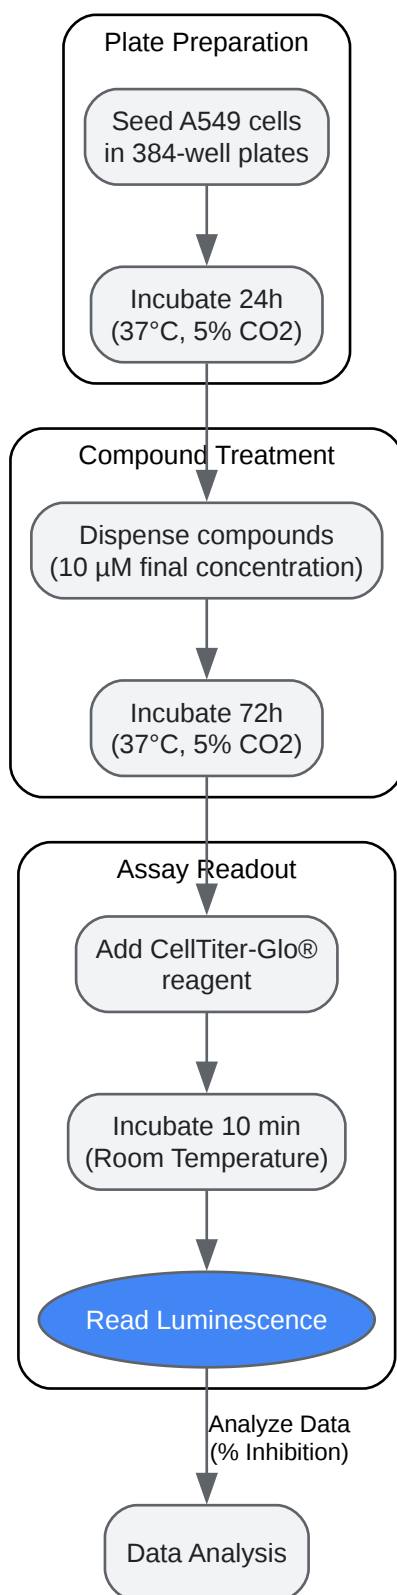 Plate Preparation
Seed A549 cells
in 384-well plates
Incubate 24h
(37°C, 5% CO2)
Compound Treatment
Dispense compounds
(10 µM final concentration)
Incubate 72h
(37°C, 5% CO2)
Assay Readout
Add CellTiter-Glo®
reagent
Incubate 10 min
(Room Temperature)
Read Luminescence
Analyze Data
(% Inhibition)
Data Analysis